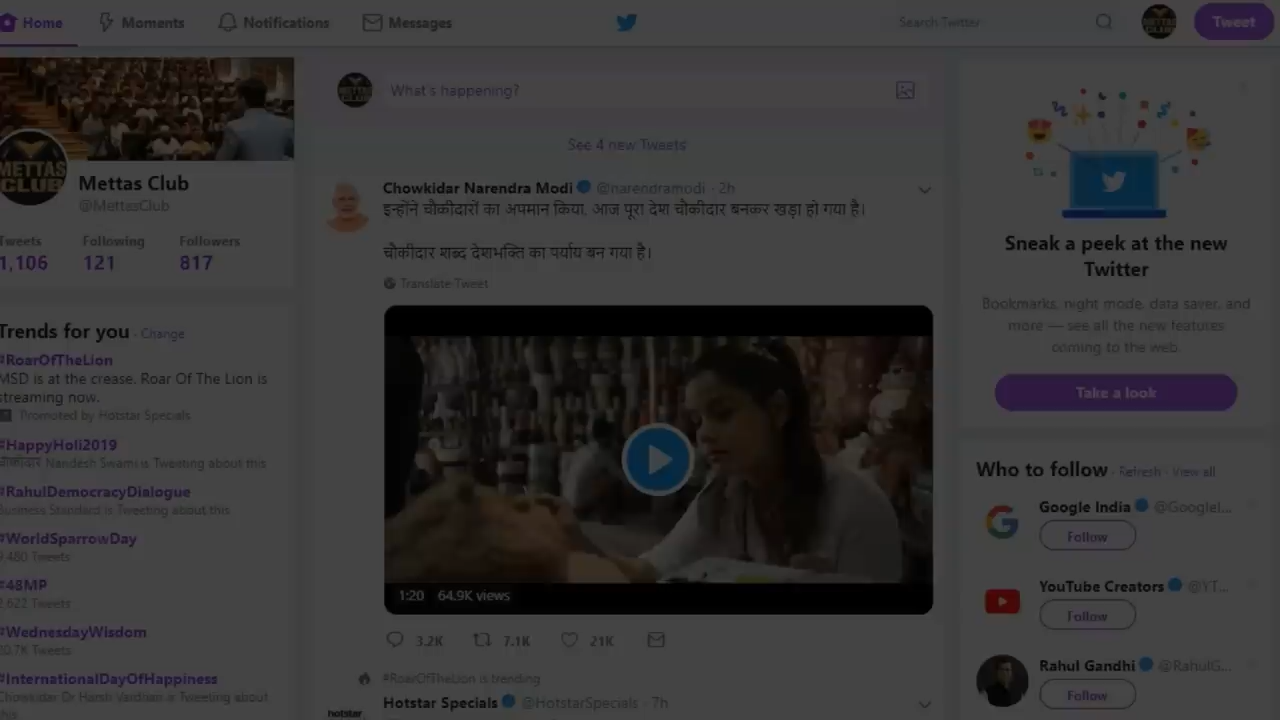 Home
Moments
Notifications
Messages
Search Twitter
Tweet
METTAS
CLUB
Mettas Club
@MettasClub
Tweets
Following
Followers
1,106
121
817
Trends for you · Change
#RoarOfTheLion
MSD is at the crease. Roar Of The Lion is
streaming now.
Promoted by Hotstar Specials
#HappyHoli2019
चौकीदार Nandesh Swami is Tweeting about this
#RahulDemocracyDialogue
Business Standard is Tweeting about this
#WorldSparrowDay
9,480 Tweets
#48MP
2,622 Tweets
#WednesdayWisdom
20.7K Tweets
#InternationalDayOfHappiness
Chowkidar Dr Harsh Vardhan is Tweeting about
this
What's happening?
See 4 new Tweets
Chowkidar Narendra Modi @narendramodi · 2h
इन्होंने चौकीदारों का अपमान किया, आज पूरा देश चौकीदार बनकर खड़ा हो गया है।
चौकीदार शब्द देशभक्ति का पर्याय बन गया है।
Translate Tweet
1:20 64.9K views
3.2K 7.1K 21K
#RoarOfTheLion is trending
Hotstar Specials @HotstarSpecials · 7h
hotstar
Sneak a peek at the new
Twitter
Bookmarks, night mode, data saver, and
more — see all the new features
coming to the web.
Take a look
Who to follow · Refresh · View all
Google India @GoogleI...
Follow
YouTube Creators @YT...
Follow
Rahul Gandhi @RahulG...
Follow